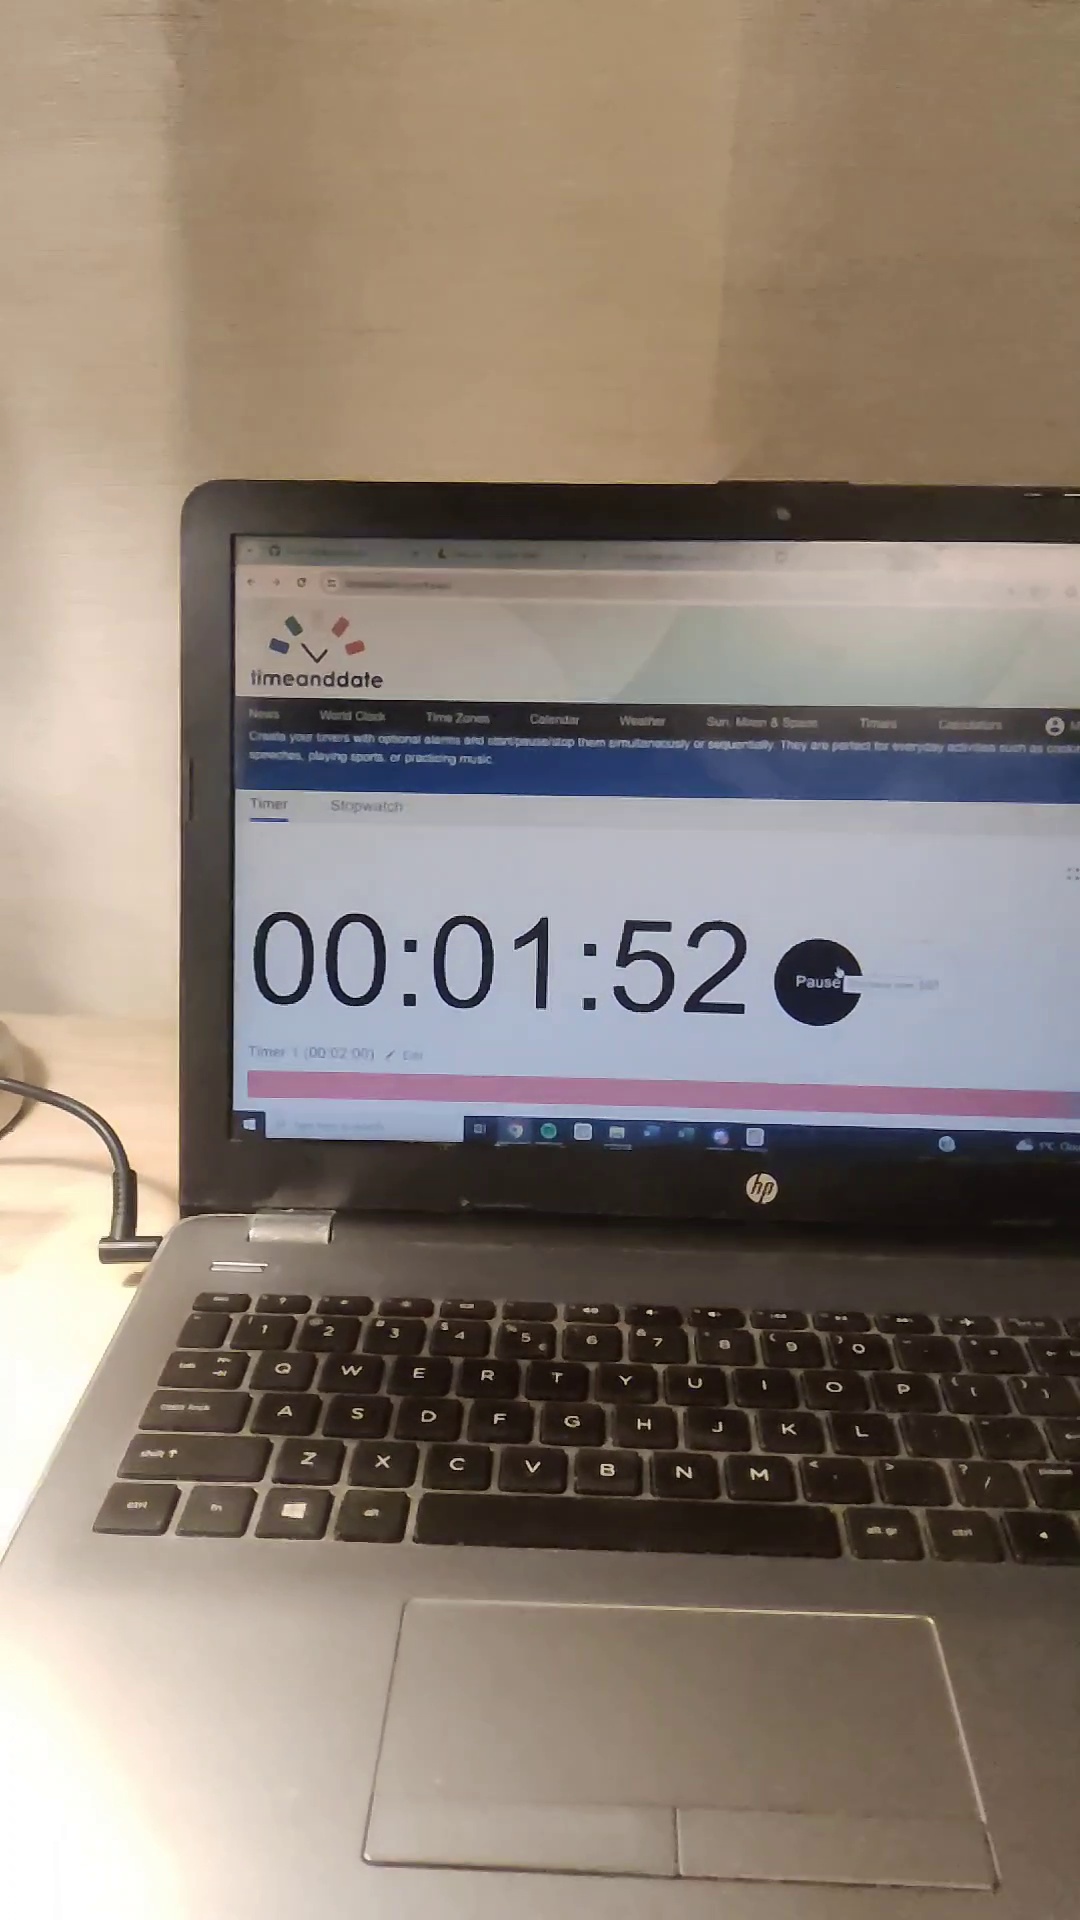 timeanddate
News World Clock Time Zones Calendar Weather Sun, Moon & Space Timers Calculators
Create your timers with optional alarms and start/pause/stop them simultaneously or sequentially. They are perfect for everyday activities such as
speeches, playing sports, or practicing music.
Timer Stopwatch
00:01:52 Pause
Timer 1 (00:02:00) Edit
hp
1 2 3 4 5 6 7 8 9 0
Q W E R T Y U I O P
caps lock A S D F G H J K L
shift Z X C V B N M < > ? /
ctrl fn alt alt gr ctrl